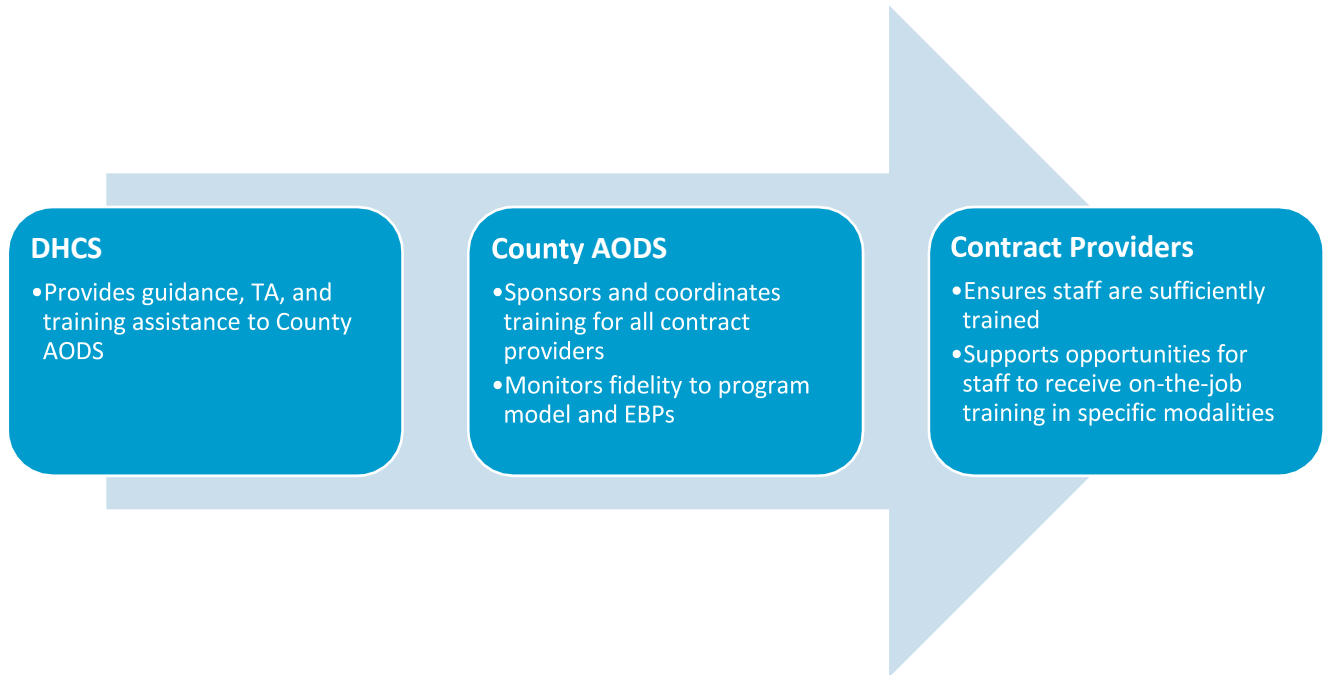 DHCS
•Provides guidance, TA, and
training assistance to County
AODS
County AODS
•Sponsors and coordinates
training for all contract
providers
•Monitors fidelity to program
model and EBPs
Contract Providers
•Ensures staff are sufficiently
trained
•Supports opportunities for
staff to receive on-the-job
training in specific modalities